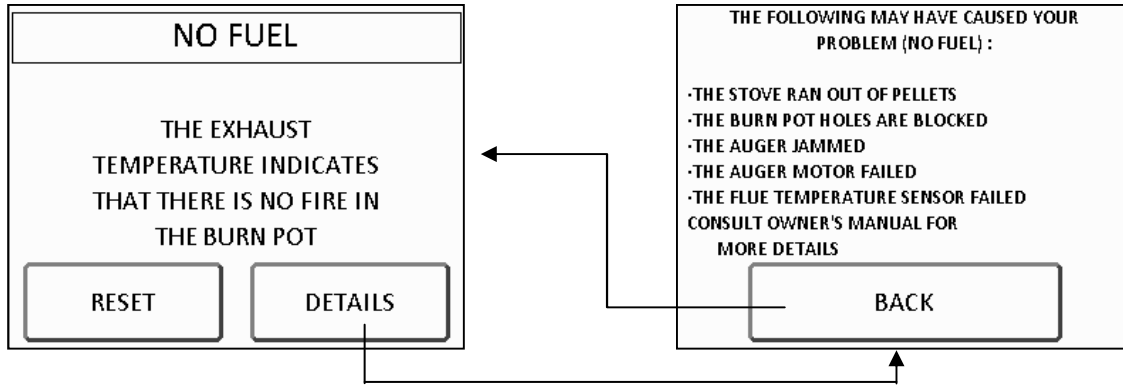 NO FUEL
THE EXHAUST
TEMPERATURE INDICATES
THAT THERE IS NO FIRE IN
THE BURN POT
RESET
DETAILS
THE FOLLOWING MAY HAVE CAUSED YOUR
PROBLEM (NO FUEL) :
·THE STOVE RAN OUT OF PELLETS
·THE BURN POT HOLES ARE BLOCKED
·THE AUGER JAMMED
·THE AUGER MOTOR FAILED
·THE FLUE TEMPERATURE SENSOR FAILED
CONSULT OWNER'S MANUAL FOR
MORE DETAILS
BACK